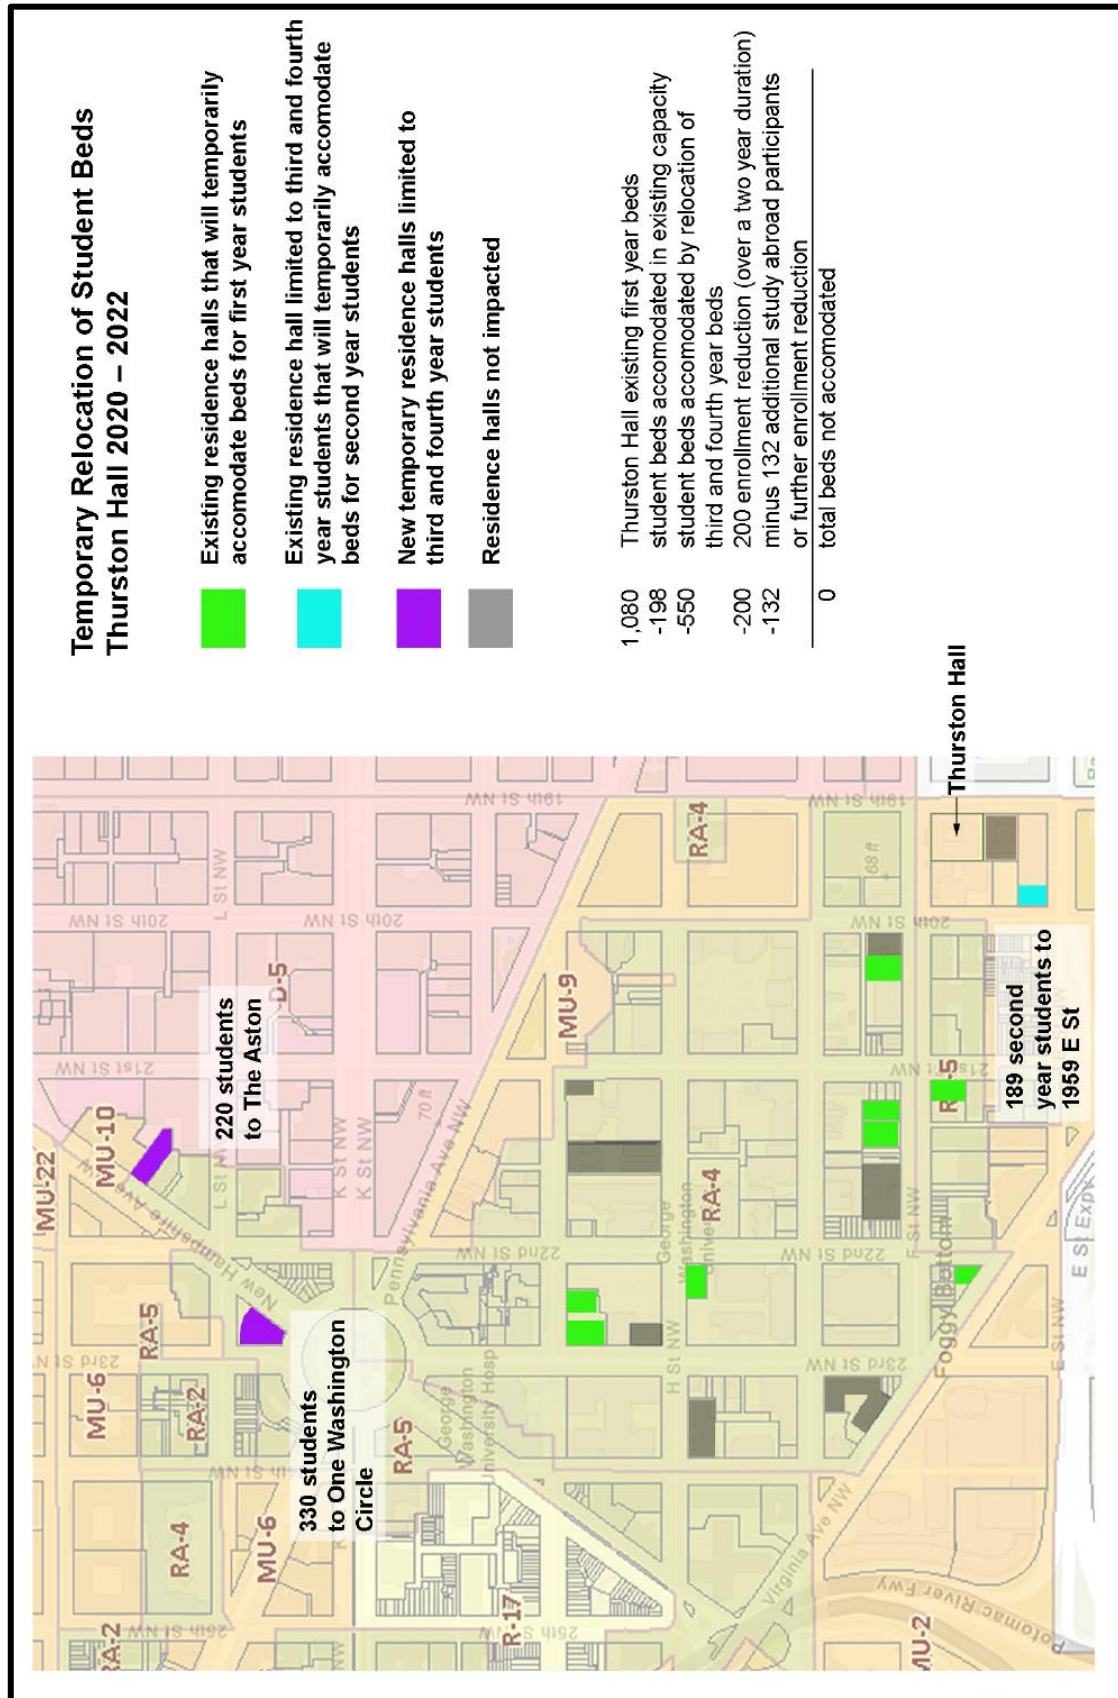 Temporary Relocation of Student Beds
Thurston Hall 2020 – 2022
Existing residence halls that will temporarily
accomodate beds for first year students
Existing residence hall limited to third and fourth
year students that will temporarily accomodate
beds for second year students
New temporary residence halls limited to
third and fourth year students
Residence halls not impacted
1,080 Thurston Hall existing first year beds
-198 student beds accomodated in existing capacity
-550 student beds accomodated by relocation of
third and fourth year beds
-200 200 enrollment reduction (over a two year duration)
-132 minus 132 additional study abroad participants
or further enrollment reduction
0 total beds not accomodated
Thurston Hall
220 students
to The Aston
330 students
to One Washington
Circle
189 second
year students to
1959 E St
MU-22
MU-10
D-5
RA-5
MU-6
RA-2
RA-4
MU-6
RA-2
RA-5
R-17
MU-9
RA-4
RA-4
MU-2
L St NW
L St NW
K St NW
K St NW
New Hampshire Ave NW
Pennsylvania Ave NW
70 ft
68 ft
19th St NW
19th St NW
20th St NW
20th St NW
20th St NW
21st St NW
21st St NW
22nd St NW
22nd St NW
23rd St NW
23rd St NW
25th St NW
26th St NW
George
Washington
University Hosp
George
Washington
Unive
H St NW
F St NW
Foggy Bottom
E St NW
E St Expy
Virginia Ave NW
Potomac River Fwy